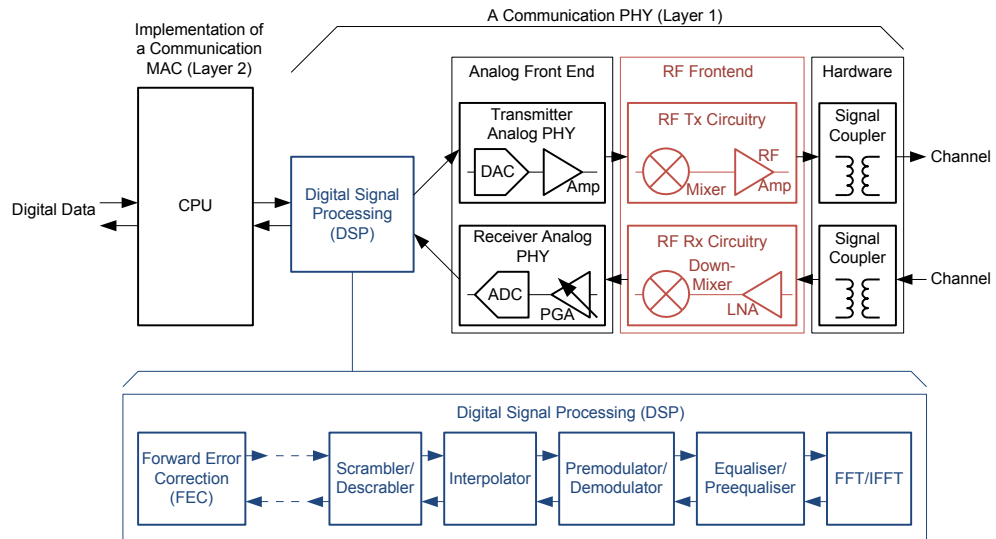 A Communication PHY (Layer 1)
Implementation of
a Communication
MAC (Layer 2)
Analog Front End
RF Frontend
Hardware
Transmitter
Analog PHY
DAC
Amp
RF Tx Circuitry
Mixer
RF
Amp
Signal
Coupler
Channel
Digital Data
CPU
Digital Signal
Processing
(DSP)
Receiver Analog
PHY
ADC
PGA
RF Rx Circuitry
Down-
Mixer
LNA
Signal
Coupler
Channel
Digital Signal Processing (DSP)
Forward Error
Correction
(FEC)
Scrambler/
Descrabler
Interpolator
Premodulator/
Demodulator
Equaliser/
Preequaliser
FFT/IFFT